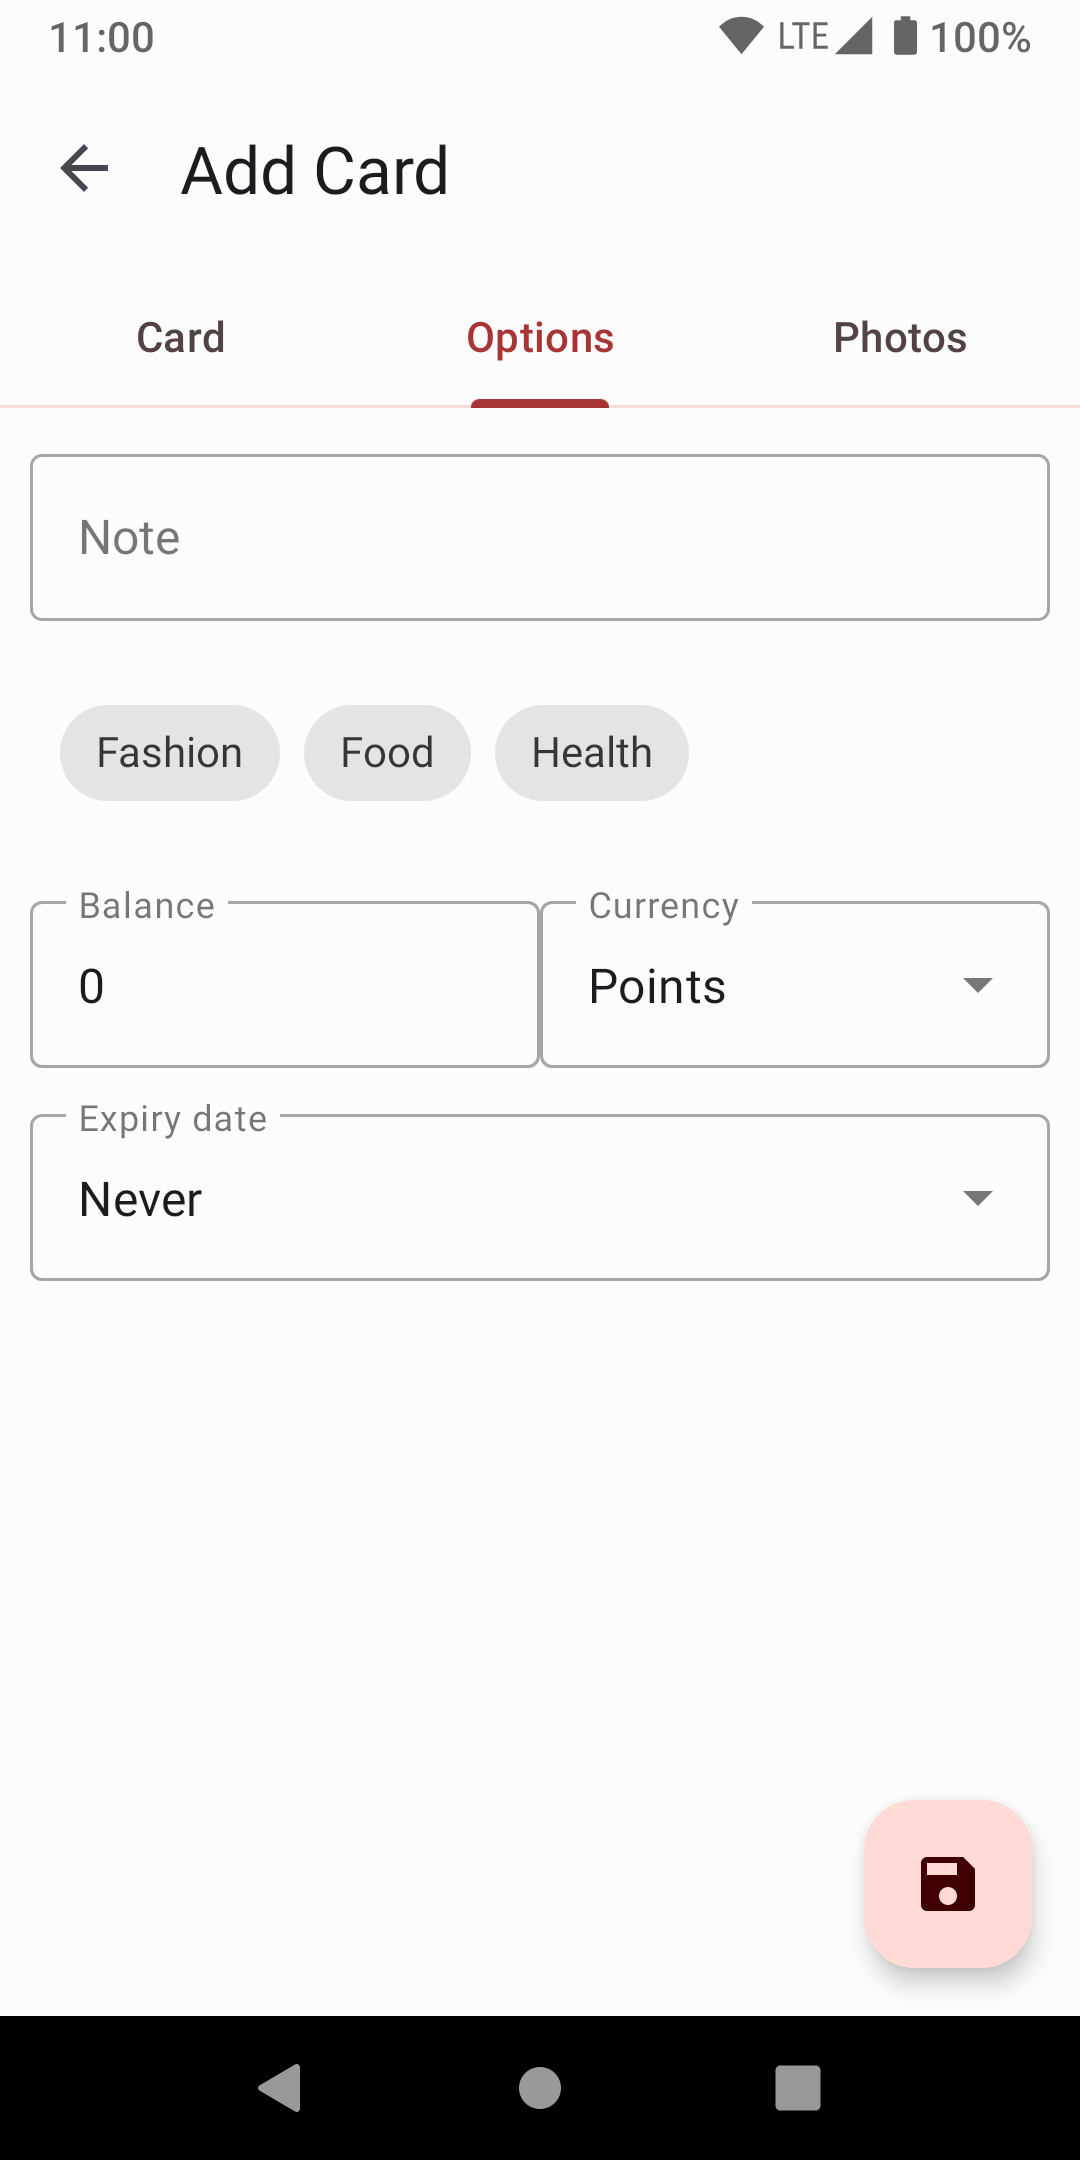 11:00 LTE 100%
Add Card
Card Options Photos
Note
Fashion Food Health
Balance Currency
0 Points
Expiry date
Never